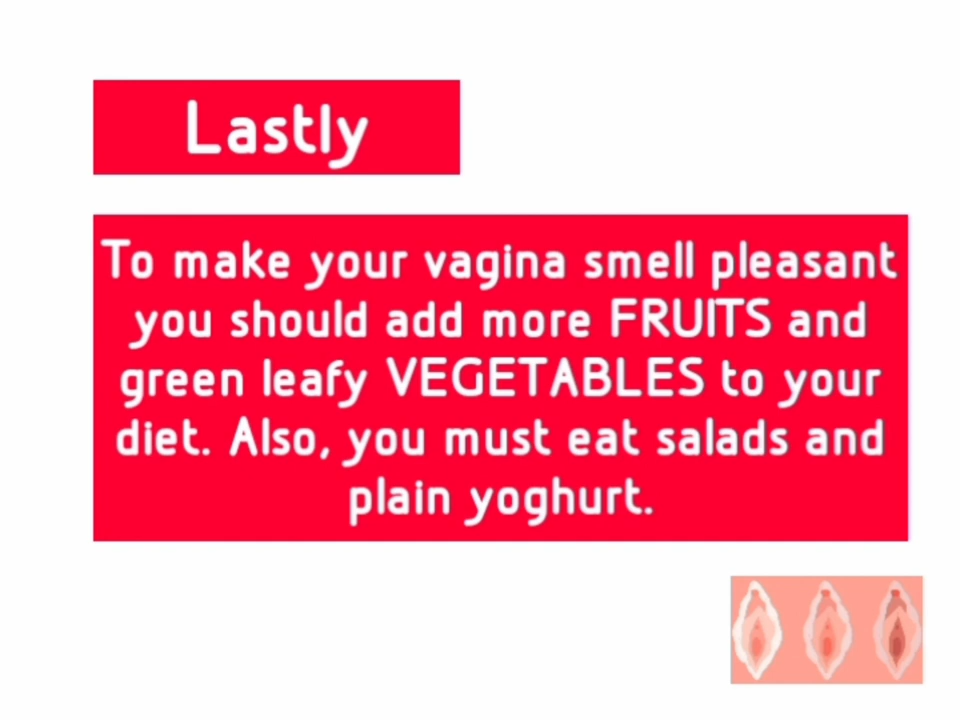 Lastly
To make your vagina smell pleasant
you should add more FRUITS and
green leafy VEGETABLES to your
diet. Also, you must eat salads and
plain yoghurt.